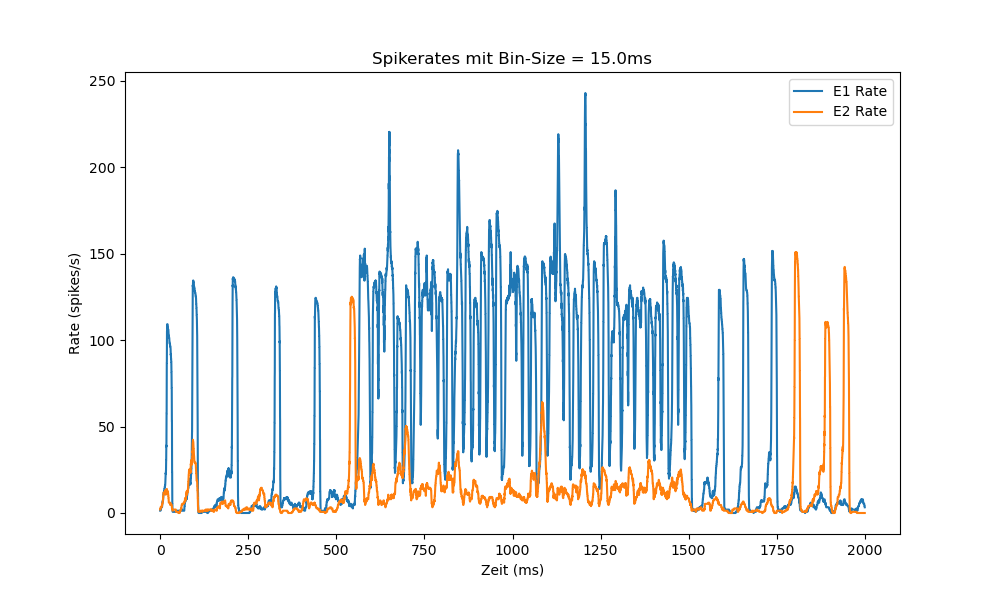 Spikerates mit Bin-Size = 15.0ms
E1 Rate
E2 Rate
Rate (spikes/s)
250
200
150
100
50
0
0 250 500 750 1000 1250 1500 1750 2000
Zeit (ms)